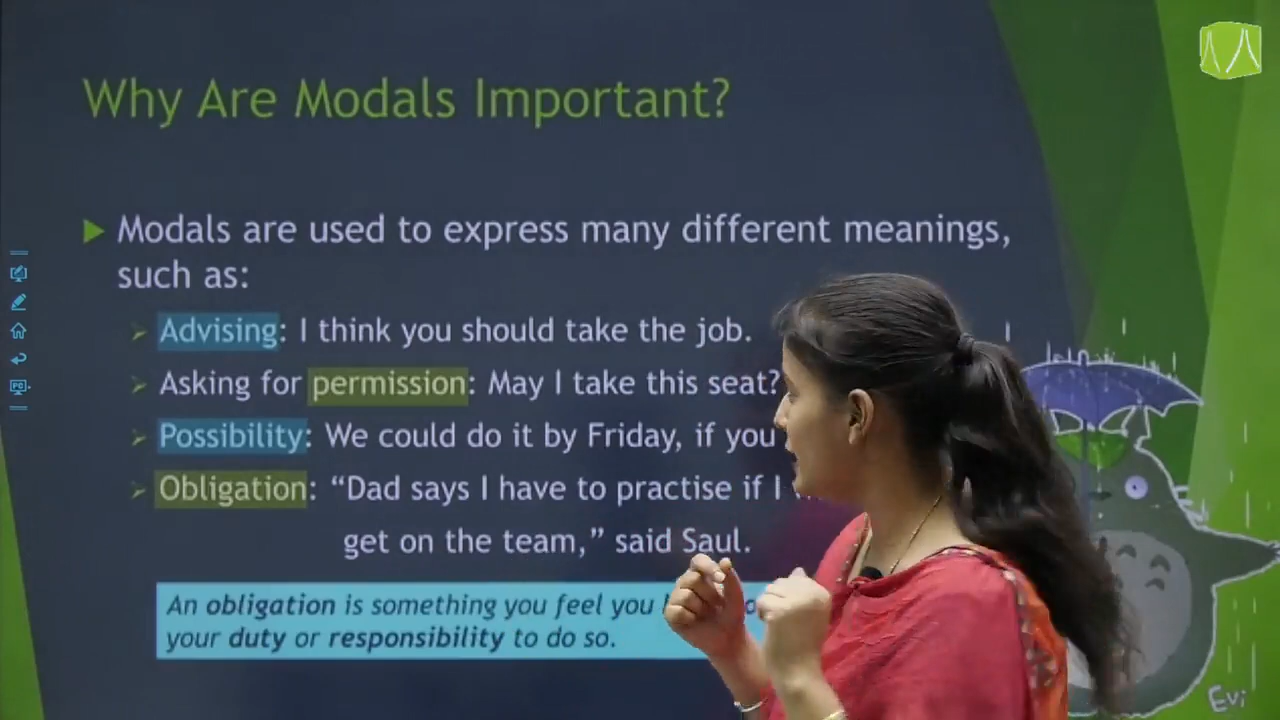 Why Are Modals Important?
Modals are used to express many different meanings,
such as:
Advising: I think you should take the job.
Asking for permission: May I take this seat?
Possibility: We could do it by Friday, if you
Obligation: “Dad says I have to practise if I
get on the team,” said Saul.
An obligation is something you feel you
your duty or responsibility to do so.
Evi